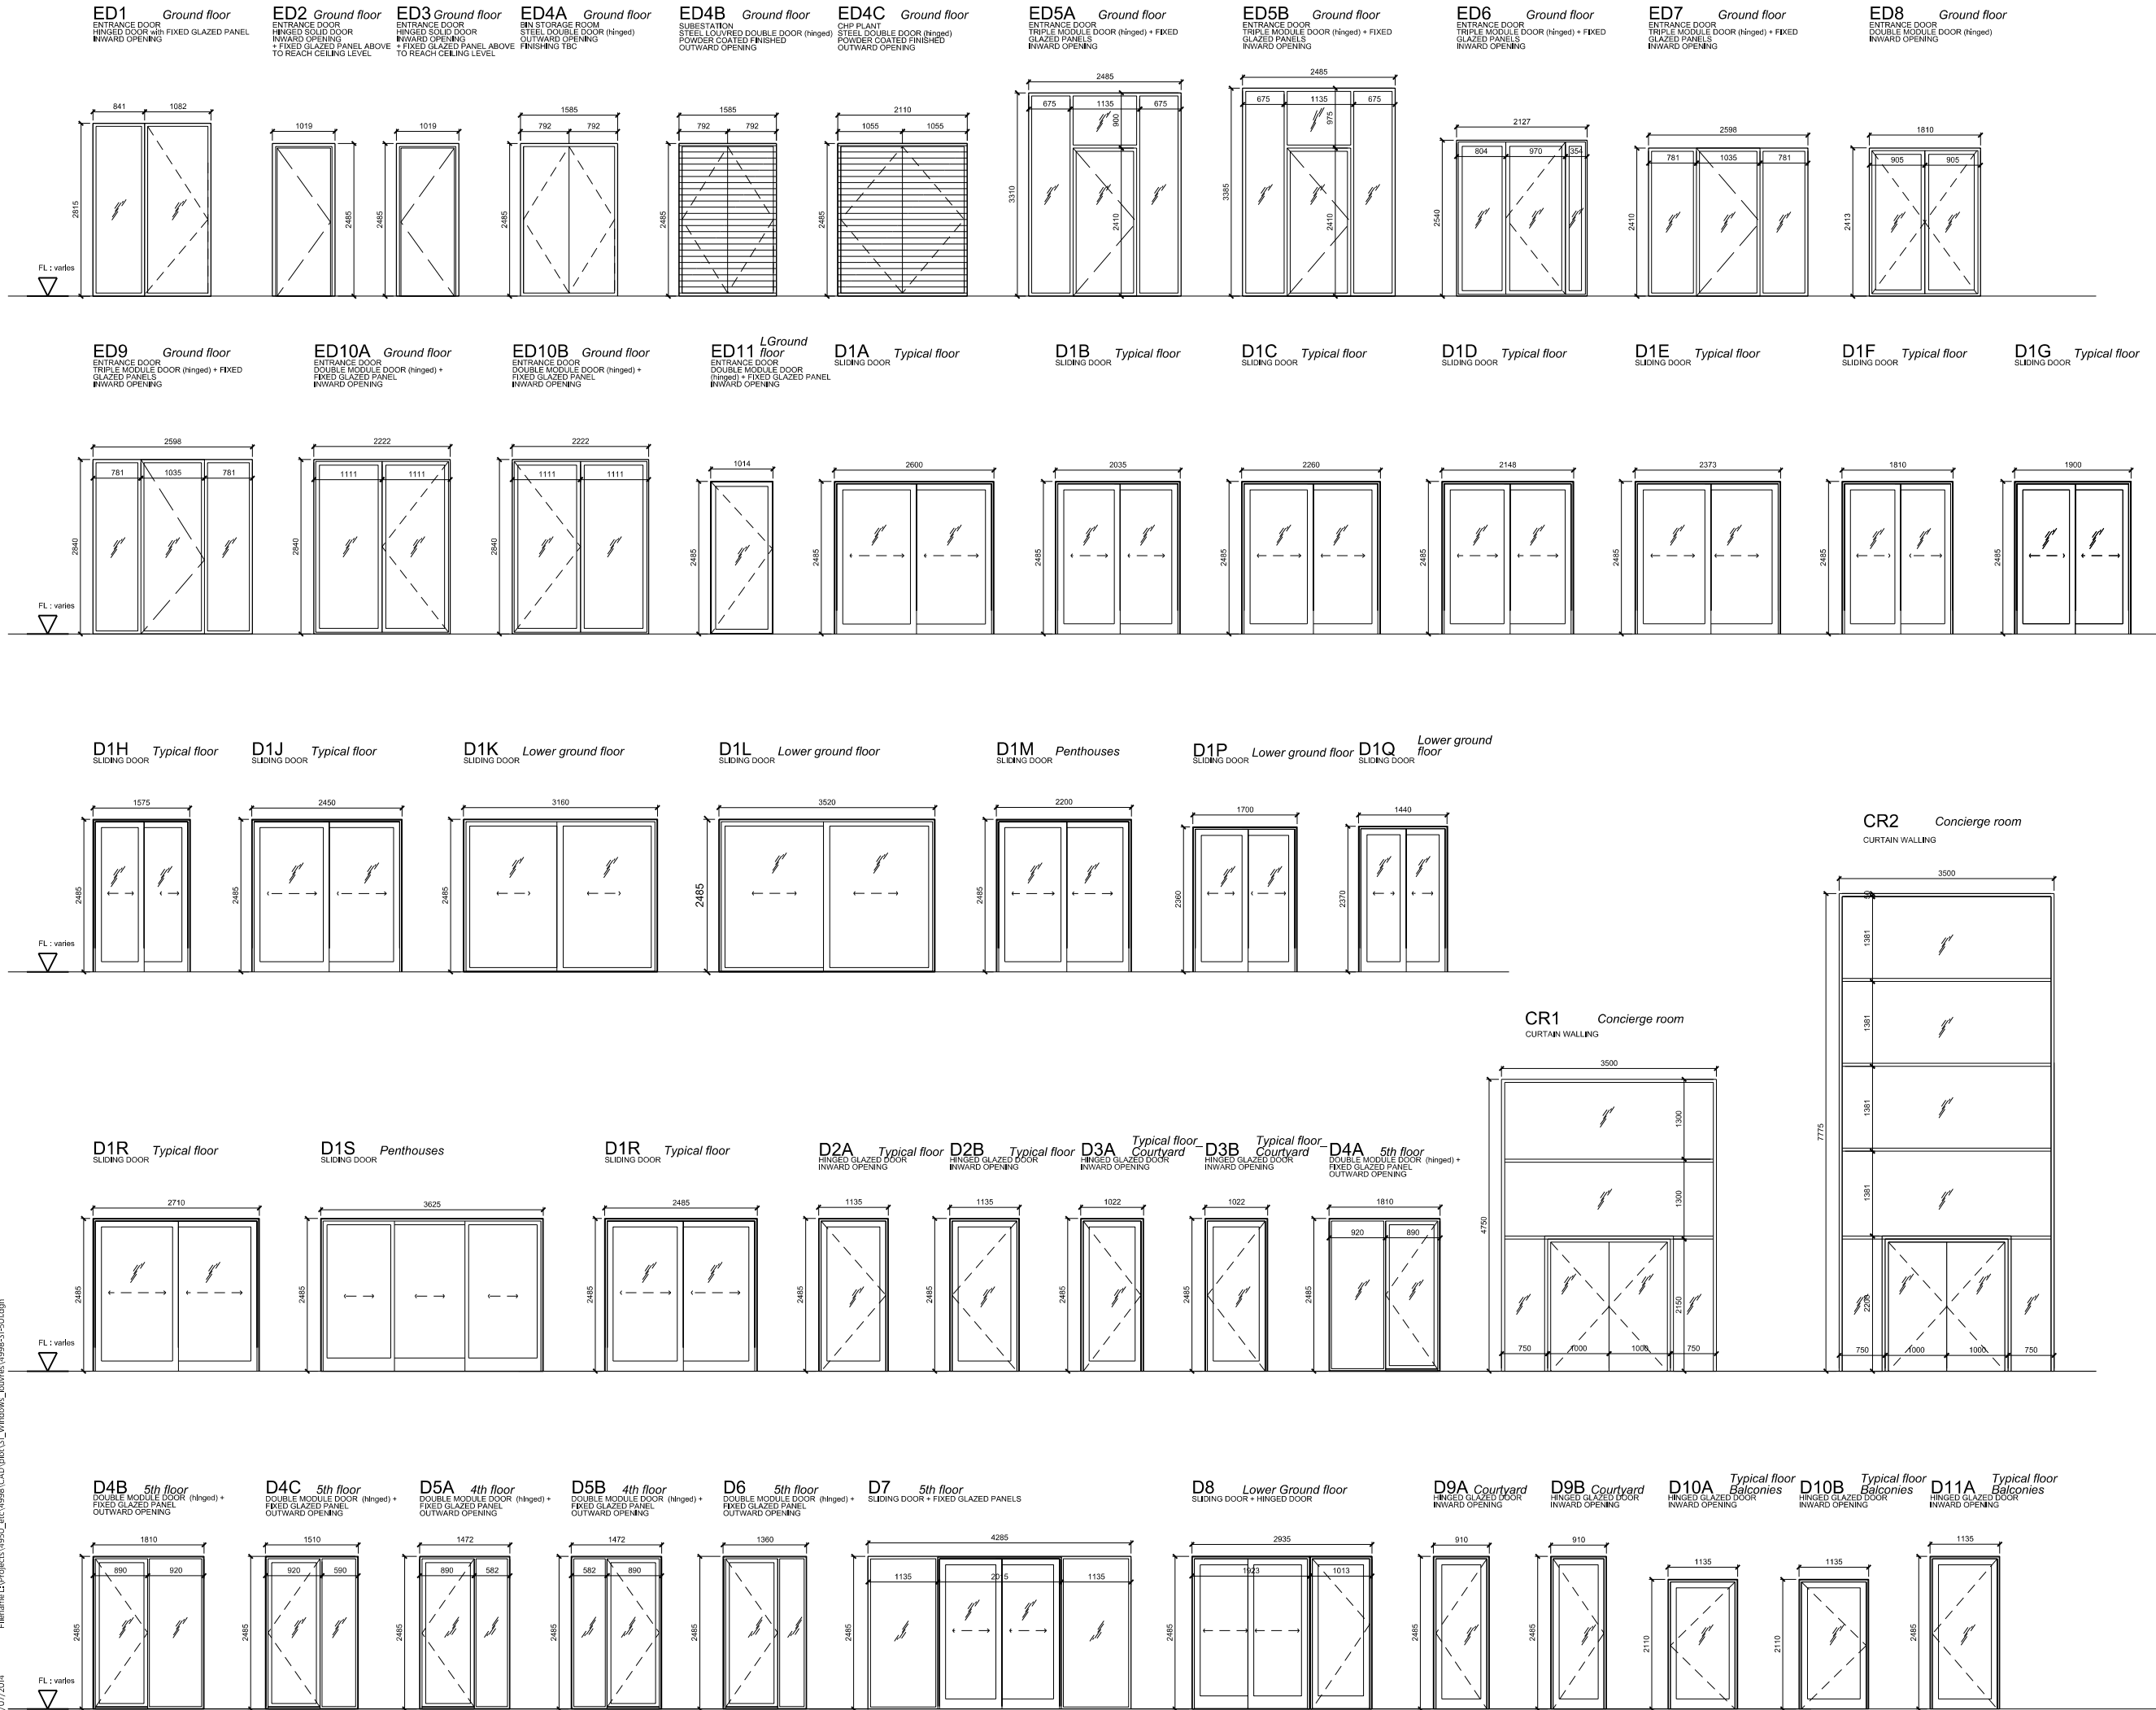 ED1 Ground floor
ENTRANCE DOOR
HINGED DOOR with FIXED GLAZED PANEL
INWARD OPENING
841 1082
2815
ED2 Ground floor
ENTRANCE DOOR
HINGED SOLID DOOR
INWARD OPENING
+ FIXED GLAZED PANEL ABOVE
TO REACH CEILING LEVEL
1019
2485
ED3 Ground floor
ENTRANCE DOOR
HINGED SOLID DOOR
INWARD OPENING
+ FIXED GLAZED PANEL ABOVE
TO REACH CEILING LEVEL
1019
2485
ED4A Ground floor
BIN STORAGE ROOM
STEEL DOUBLE DOOR (hinged)
OUTWARD OPENING
FINISHING TBC
1585
792 792
2485
ED4B Ground floor
SUBESTATION
STEEL LOUVRED DOUBLE DOOR (hinged)
POWDER COATED FINISHED
OUTWARD OPENING
1585
792 792
2485
ED4C Ground floor
CHP PLANT
STEEL DOUBLE DOOR (hinged)
POWDER COATED FINISHED
OUTWARD OPENING
2110
1055 1055
2485
ED5A Ground floor
ENTRANCE DOOR
TRIPLE MODULE DOOR (hinged) + FIXED
GLAZED PANELS
INWARD OPENING
2485
675 1135 675
900
3310
2410
ED5B Ground floor
ENTRANCE DOOR
TRIPLE MODULE DOOR (hinged) + FIXED
GLAZED PANELS
INWARD OPENING
2485
675 1135 675
975
3385
2410
ED6 Ground floor
ENTRANCE DOOR
TRIPLE MODULE DOOR (hinged) + FIXED
GLAZED PANELS
INWARD OPENING
2127
804 970 354
2540
ED7 Ground floor
ENTRANCE DOOR
TRIPLE MODULE DOOR (hinged) + FIXED
GLAZED PANELS
INWARD OPENING
2598
781 1035 781
2410
ED8 Ground floor
ENTRANCE DOOR
DOUBLE MODULE DOOR (hinged)
INWARD OPENING
1810
905 905
2413
FL : varies
ED9 Ground floor
ENTRANCE DOOR
TRIPLE MODULE DOOR (hinged) + FIXED
GLAZED PANELS
INWARD OPENING
2598
781 1035 781
2840
ED10A Ground floor
ENTRANCE DOOR
DOUBLE MODULE DOOR (hinged) +
FIXED GLAZED PANEL
INWARD OPENING
2222
1111 1111
2840
ED10B Ground floor
ENTRANCE DOOR
DOUBLE MODULE DOOR (hinged) +
FIXED GLAZED PANEL
INWARD OPENING
2222
1111 1111
2840
ED11 LGround
floor
ENTRANCE DOOR
DOUBLE MODULE DOOR
(hinged) + FIXED GLAZED PANEL
INWARD OPENING
1014
2485
D1A Typical floor
SLIDING DOOR
2600
2485
D1B Typical floor
SLIDING DOOR
2035
2485
D1C Typical floor
SLIDING DOOR
2260
2485
D1D Typical floor
SLIDING DOOR
2148
2485
D1E Typical floor
SLIDING DOOR
2373
2485
D1F Typical floor
SLIDING DOOR
1810
2485
D1G Typical floor
SLIDING DOOR
1900
2485
FL : varies
D1H Typical floor
SLIDING DOOR
1575
2485
D1J Typical floor
SLIDING DOOR
2450
2485
D1K Lower ground floor
SLIDING DOOR
3160
2485
D1L Lower ground floor
SLIDING DOOR
3520
2485
D1M Penthouses
SLIDING DOOR
2200
2485
D1P Lower ground floor
SLIDING DOOR
1700
2360
D1Q Lower ground
floor
SLIDING DOOR
1440
2370
FL : varies
CR2 Concierge room
CURTAIN WALLING
3500
1381
1381
1381
1381
7775
750 1000 1000 750
CR1 Concierge room
CURTAIN WALLING
3500
1300
1300
4750
2150
750 1000 1000 750
D1R Typical floor
SLIDING DOOR
2710
2485
D1S Penthouses
SLIDING DOOR
3625
2485
D1R Typical floor
SLIDING DOOR
2485
2485
D2A Typical floor
HINGED GLAZED DOOR
INWARD OPENING
1135
2485
D2B Typical floor
HINGED GLAZED DOOR
INWARD OPENING
1135
2485
D3A Typical floor_
Courtyard
HINGED GLAZED DOOR
INWARD OPENING
1022
2485
D3B Typical floor_
Courtyard
HINGED GLAZED DOOR
INWARD OPENING
1022
2485
D4A 5th floor
DOUBLE MODULE DOOR (hinged) +
FIXED GLAZED PANEL
OUTWARD OPENING
1810
920 890
2485
FL : varies
D4B 5th floor
DOUBLE MODULE DOOR (hinged) +
FIXED GLAZED PANEL
OUTWARD OPENING
1810
890 920
2485
D4C 5th floor
DOUBLE MODULE DOOR (hinged) +
FIXED GLAZED PANEL
OUTWARD OPENING
1510
920 590
2485
D5A 4th floor
DOUBLE MODULE DOOR (hinged) +
FIXED GLAZED PANEL
OUTWARD OPENING
1472
890 582
2485
D5B 4th floor
DOUBLE MODULE DOOR (hinged) +
FIXED GLAZED PANEL
OUTWARD OPENING
1472
582 890
2485
D6 5th floor
DOUBLE MODULE DOOR (hinged) +
FIXED GLAZED PANEL
OUTWARD OPENING
1360
2485
D7 5th floor
SLIDING DOOR + FIXED GLAZED PANELS
4285
1135 2015 1135
2485
D8 Lower Ground floor
SLIDING DOOR + HINGED DOOR
2935
1923 1013
2485
D9A Courtyard
HINGED GLAZED DOOR
INWARD OPENING
910
2485
D9B Courtyard
HINGED GLAZED DOOR
INWARD OPENING
910
2485
D10A Typical floor
Balconies
HINGED GLAZED DOOR
INWARD OPENING
1135
2110
D10B Typical floor
Balconies
HINGED GLAZED DOOR
INWARD OPENING
1135
2110
D11A Typical floor
Balconies
HINGED GLAZED DOOR
INWARD OPENING
1135
2485
FL : varies